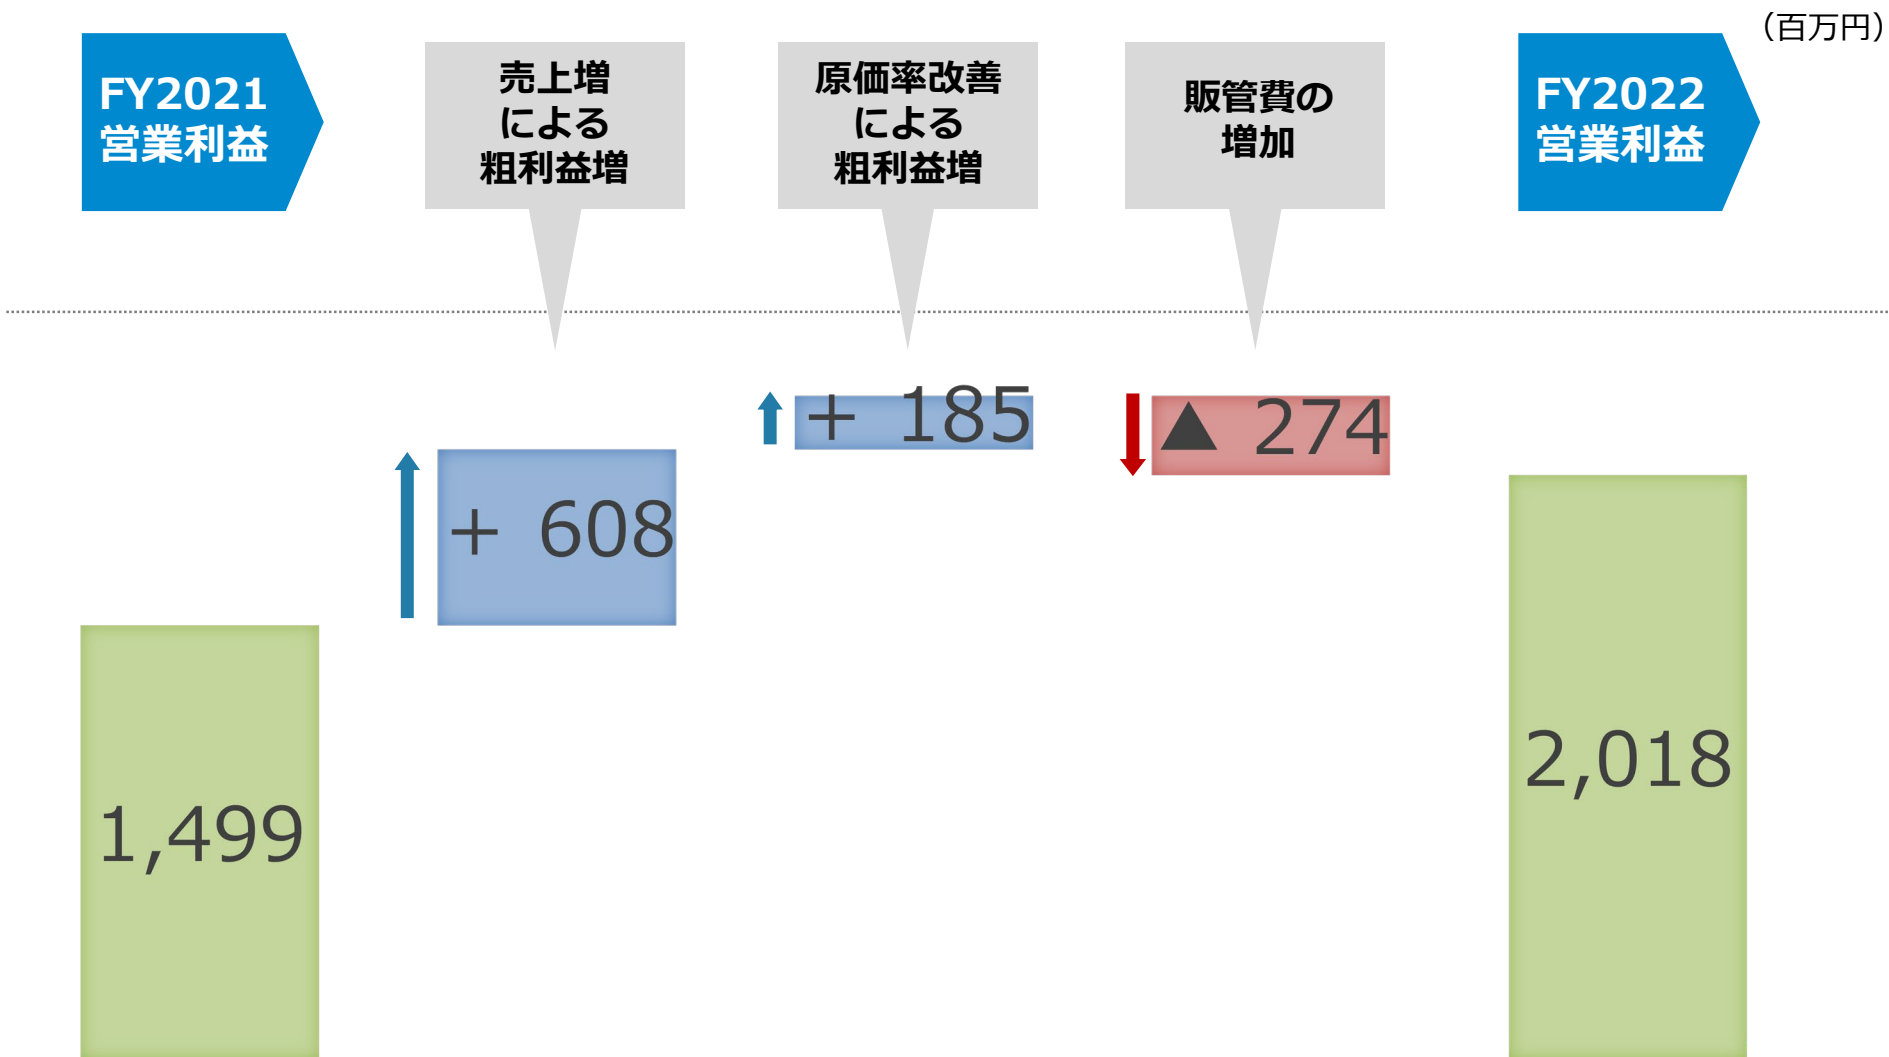 （百万円）
FY2021
営業利益
売上増
による
粗利益増
原価率改善
による
粗利益増
販管費の
増加
FY2022
営業利益
+ 185
▲ 274
+ 608
2,018
1,499